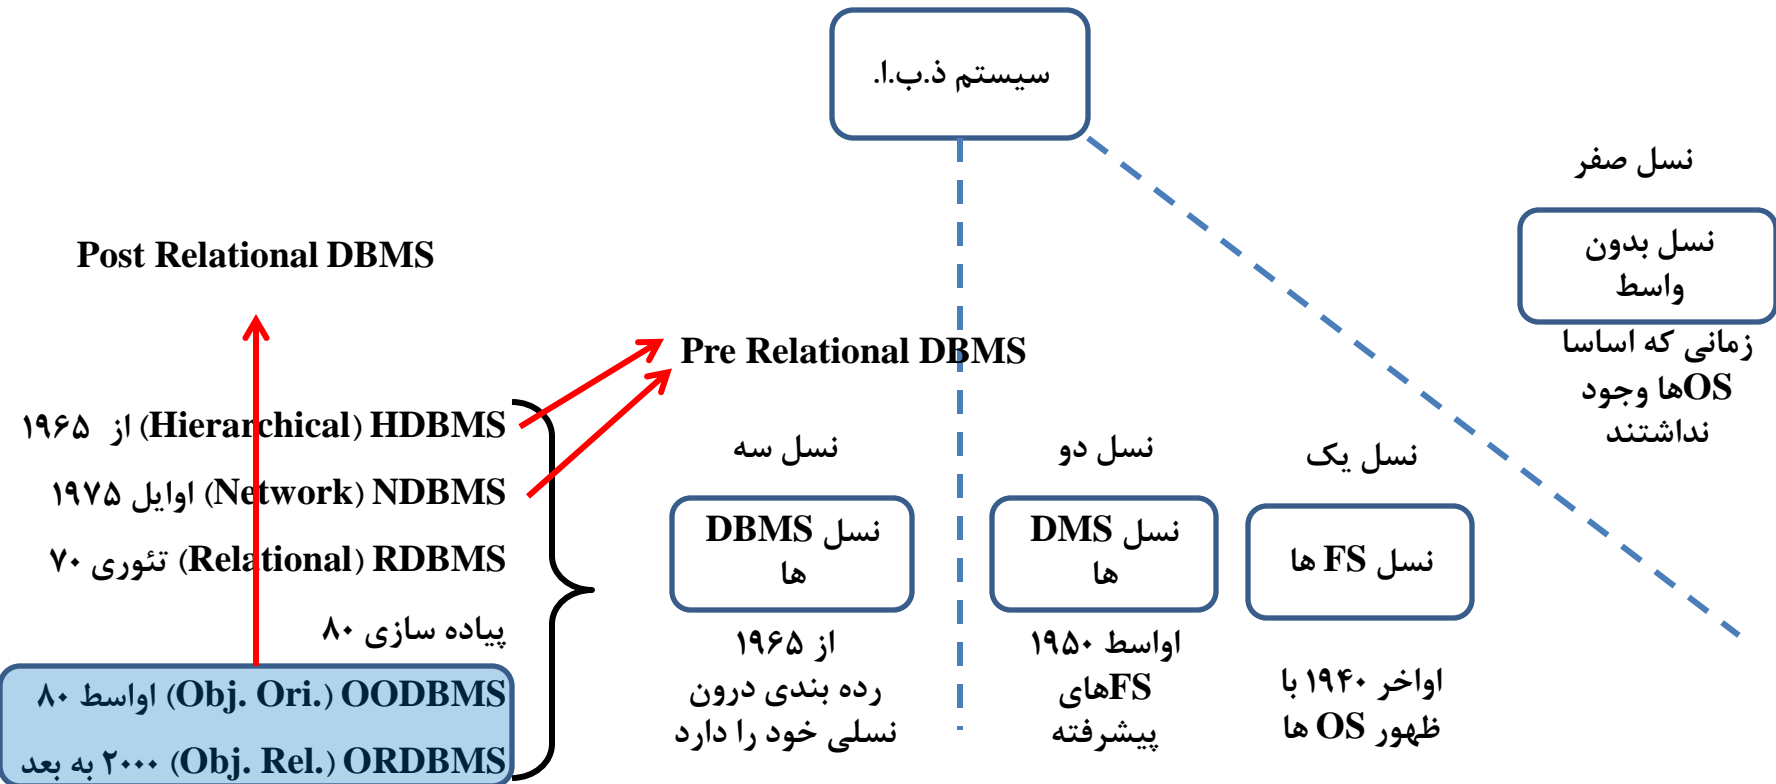 سیستم ذ.ب.ا.
نسل صفر
نسل بدون
واسط
زمانی که اساسا
OSها وجود
نداشتند
نسل یک
نسل FS ها
اواخر ۱۹۴۰ با
ظهور OS ها
نسل دو
نسل DMS
ها
اواسط ۱۹۵۰
FSهای
پیشرفته
نسل سه
نسل DBMS
ها
از ۱۹۶۵
رده بندی درون
نسلی خود را دارد
Pre Relational DBMS
Post Relational DBMS
HDBMS (Hierarchical) از ۱۹۶۵
NDBMS (Network) اوایل ۱۹۷۵
RDBMS (Relational) تئوری ۷۰
پیاده سازی ۸۰
OODBMS (Obj. Ori.) اواسط ۸۰
ORDBMS (Obj. Rel.) ۲۰۰۰ به بعد